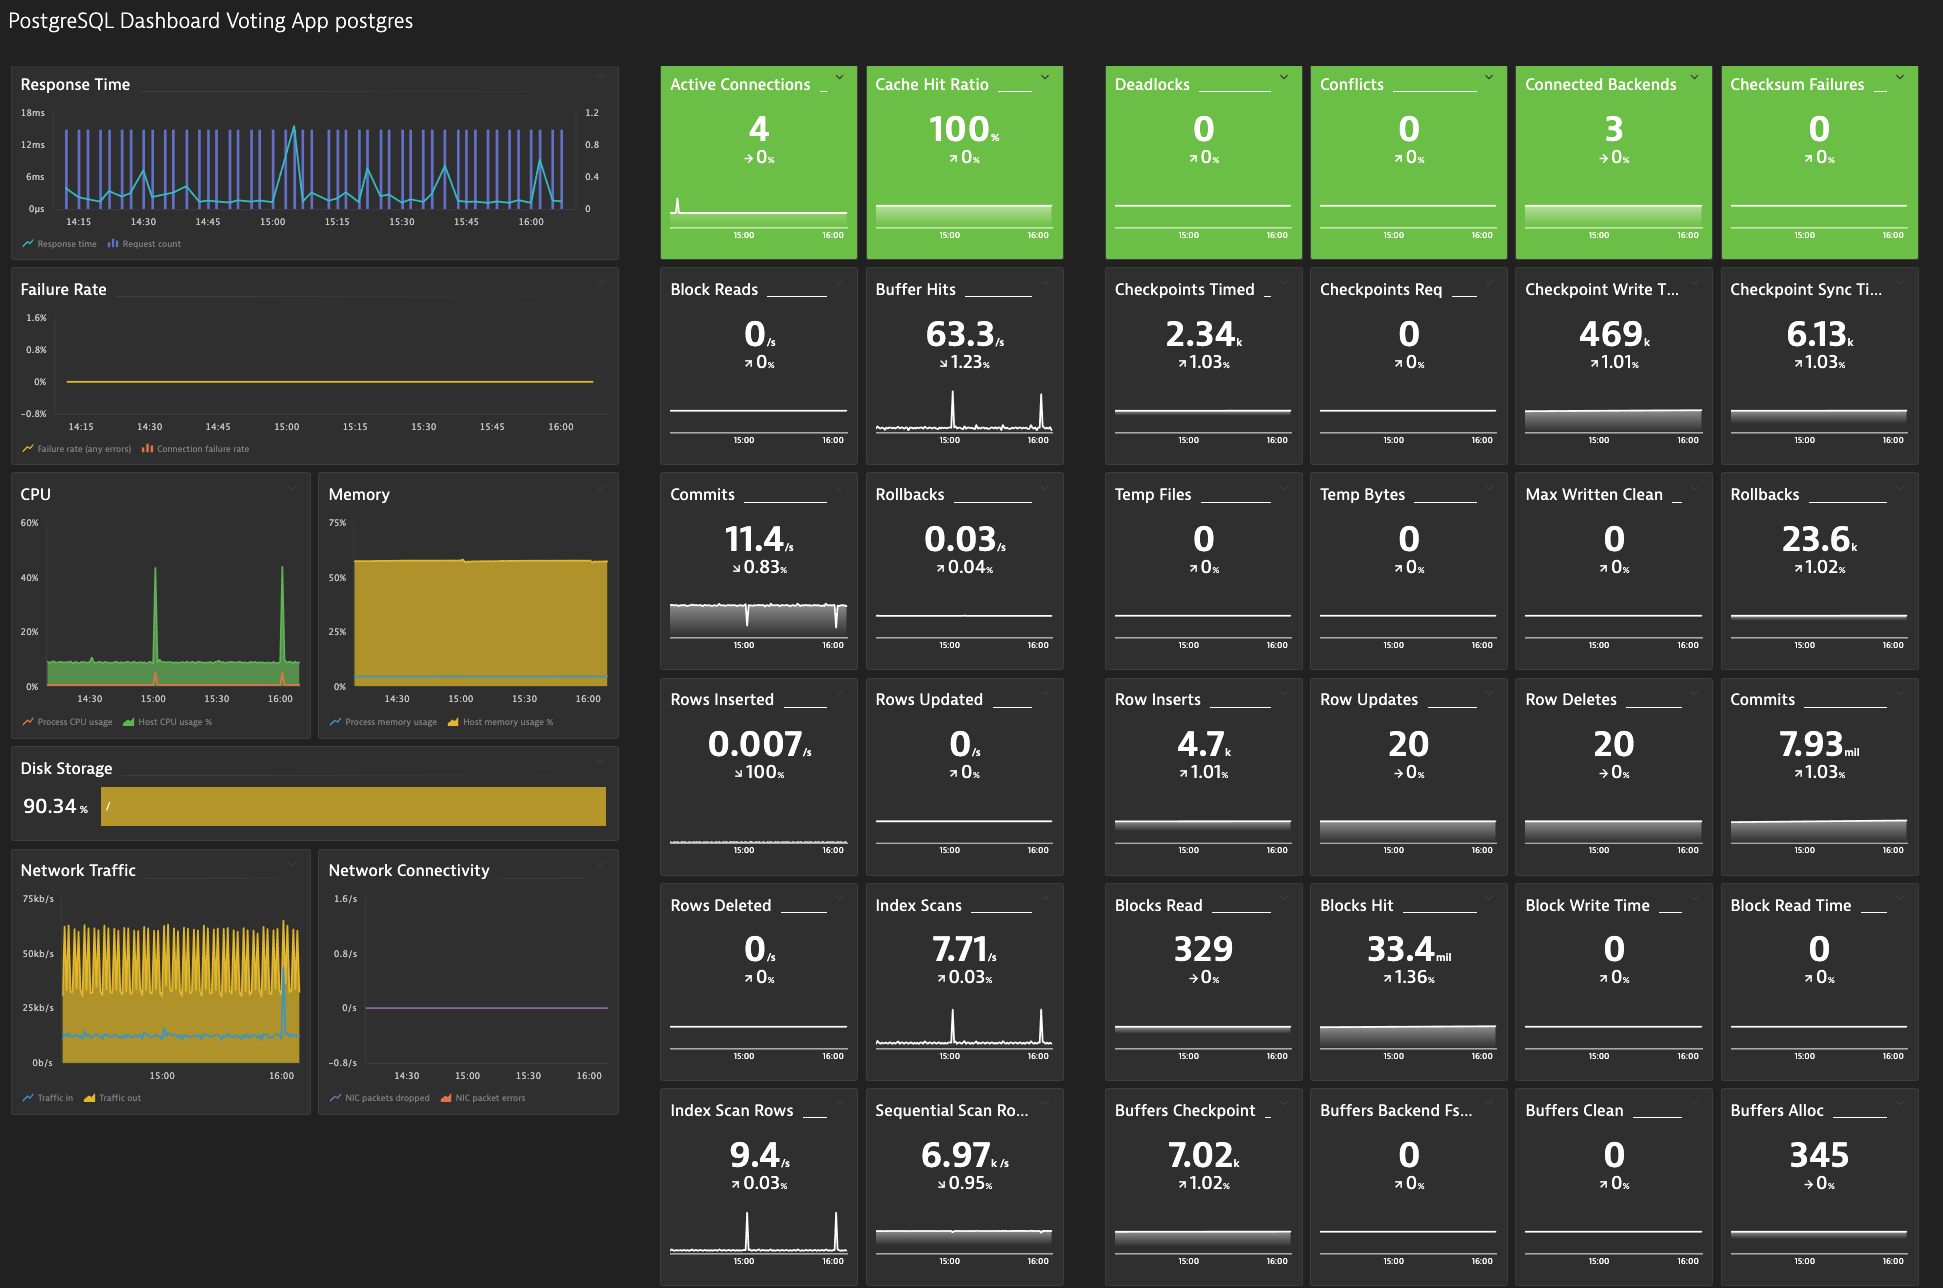 PostgreSQL Dashboard Voting App postgres
Response Time
18ms
12ms
6ms
0µs
1.2
0.8
0.4
0
14:15 14:30 14:45 15:00 15:15 15:30 15:45 16:00
Response time Request count
Failure Rate
1.6%
0.8%
0%
-0.8%
14:15 14:30 14:45 15:00 15:15 15:30 15:45 16:00
Failure rate (any errors) Connection failure rate
CPU
60%
40%
20%
0%
14:30 15:00 15:30 16:00
Process CPU usage Host CPU usage %
Memory
75%
50%
25%
0%
14:30 15:00 15:30 16:00
Process memory usage Host memory usage %
Disk Storage
90.34 % /
Network Traffic
75kb/s
50kb/s
25kb/s
0b/s
15:00 16:00
Traffic in Traffic out
Network Connectivity
1.6/s
0.8/s
0/s
-0.8/s
14:30 15:00 15:30 16:00
NIC packets dropped NIC packet errors
Active Connections
4
0%
15:00 16:00
Cache Hit Ratio
100%
0%
15:00 16:00
Block Reads
0/s
0%
15:00 16:00
Buffer Hits
63.3/s
1.23%
15:00 16:00
Commits
11.4/s
0.83%
15:00 16:00
Rollbacks
0.03/s
0.04%
15:00 16:00
Rows Inserted
0.007/s
100%
15:00 16:00
Rows Updated
0/s
0%
15:00 16:00
Rows Deleted
0/s
0%
15:00 16:00
Index Scans
7.71/s
0.03%
15:00 16:00
Index Scan Rows
9.4/s
0.03%
15:00 16:00
Sequential Scan Ro...
6.97k /s
0.95%
15:00 16:00
Deadlocks
0
0%
15:00 16:00
Conflicts
0
0%
15:00 16:00
Connected Backends
3
0%
15:00 16:00
Checksum Failures
0
0%
15:00 16:00
Checkpoints Timed
2.34k
1.03%
15:00 16:00
Checkpoints Req
0
0%
15:00 16:00
Checkpoint Write T...
469k
1.01%
15:00 16:00
Checkpoint Sync Ti...
6.13k
1.03%
15:00 16:00
Temp Files
0
0%
15:00 16:00
Temp Bytes
0
0%
15:00 16:00
Max Written Clean
0
0%
15:00 16:00
Rollbacks
23.6k
1.02%
15:00 16:00
Row Inserts
4.7k
1.01%
15:00 16:00
Row Updates
20
0%
15:00 16:00
Row Deletes
20
0%
15:00 16:00
Commits
7.93mil
1.03%
15:00 16:00
Blocks Read
329
0%
15:00 16:00
Blocks Hit
33.4mil
1.36%
15:00 16:00
Block Write Time
0
0%
15:00 16:00
Block Read Time
0
0%
15:00 16:00
Buffers Checkpoint
7.02k
1.02%
15:00 16:00
Buffers Backend Fs...
0
0%
15:00 16:00
Buffers Clean
0
0%
15:00 16:00
Buffers Alloc
345
0%
15:00 16:00